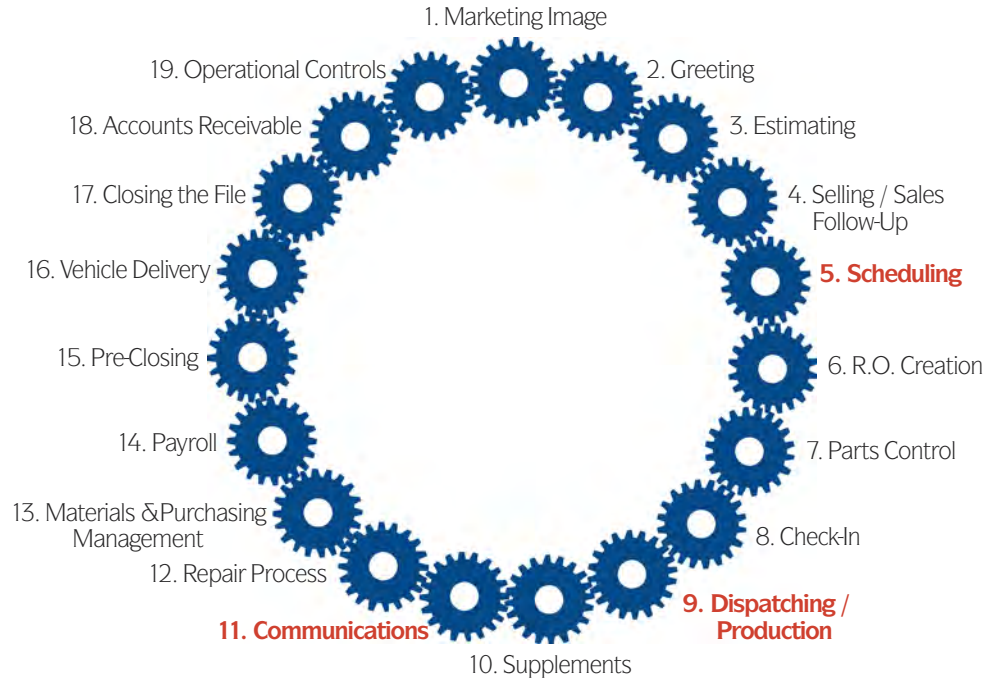 1. Marketing Image
2. Greeting
3. Estimating
4. Selling / Sales
Follow-Up
5. Scheduling
6. R.O. Creation
7. Parts Control
8. Check-In
9. Dispatching /
Production
10. Supplements
11. Communications
12. Repair Process
13. Materials & Purchasing
Management
14. Payroll
15. Pre-Closing
16. Vehicle Delivery
17. Closing the File
18. Accounts Receivable
19. Operational Controls